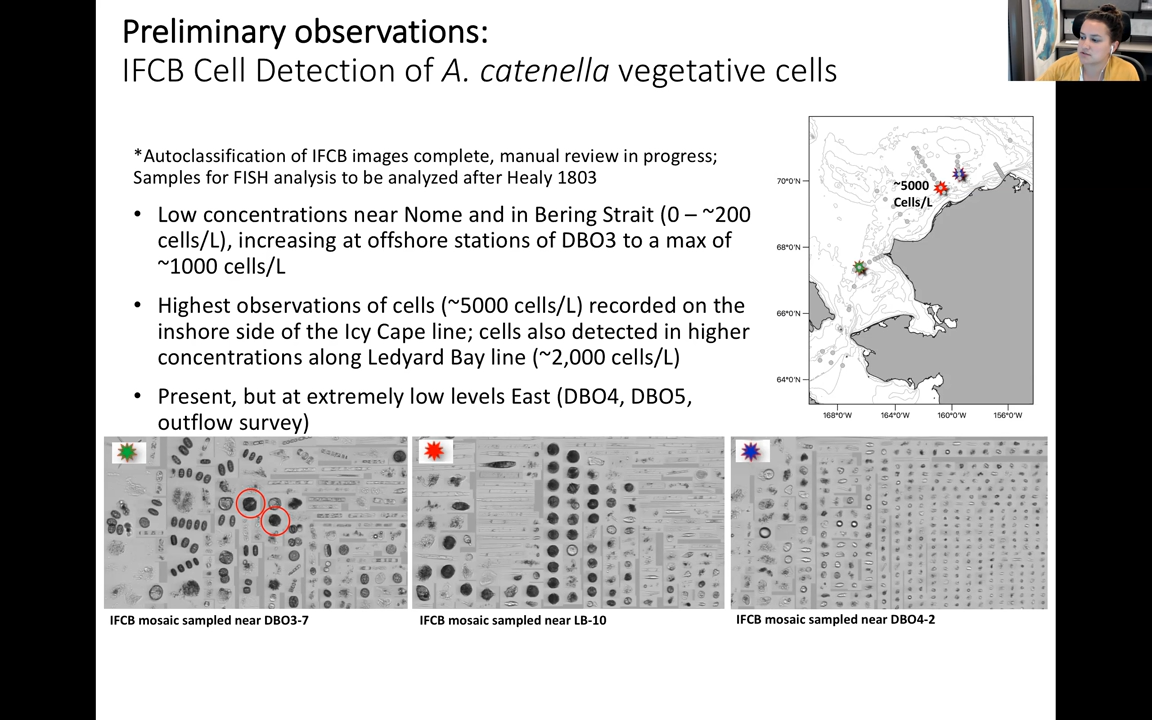 Preliminary observations:
IFCB Cell Detection of A. catenella vegetative cells
*Autoclassification of IFCB images complete, manual review in progress;
Samples for FISH analysis to be analyzed after Healy 1803
• Low concentrations near Nome and in Bering Strait (0 – ~200
cells/L), increasing at offshore stations of DBO3 to a max of
~1000 cells/L
• Highest observations of cells (~5000 cells/L) recorded on the
inshore side of the Icy Cape line; cells also detected in higher
concentrations along Ledyard Bay line (~2,000 cells/L)
• Present, but at extremely low levels East (DBO4, DBO5,
outflow survey)
~5000
Cells/L
70°0'N
68°0'N
66°0'N
64°0'N
168°0'W 164°0'W 160°0'W 156°0'W
IFCB mosaic sampled near DBO3-7
IFCB mosaic sampled near LB-10
IFCB mosaic sampled near DBO4-2